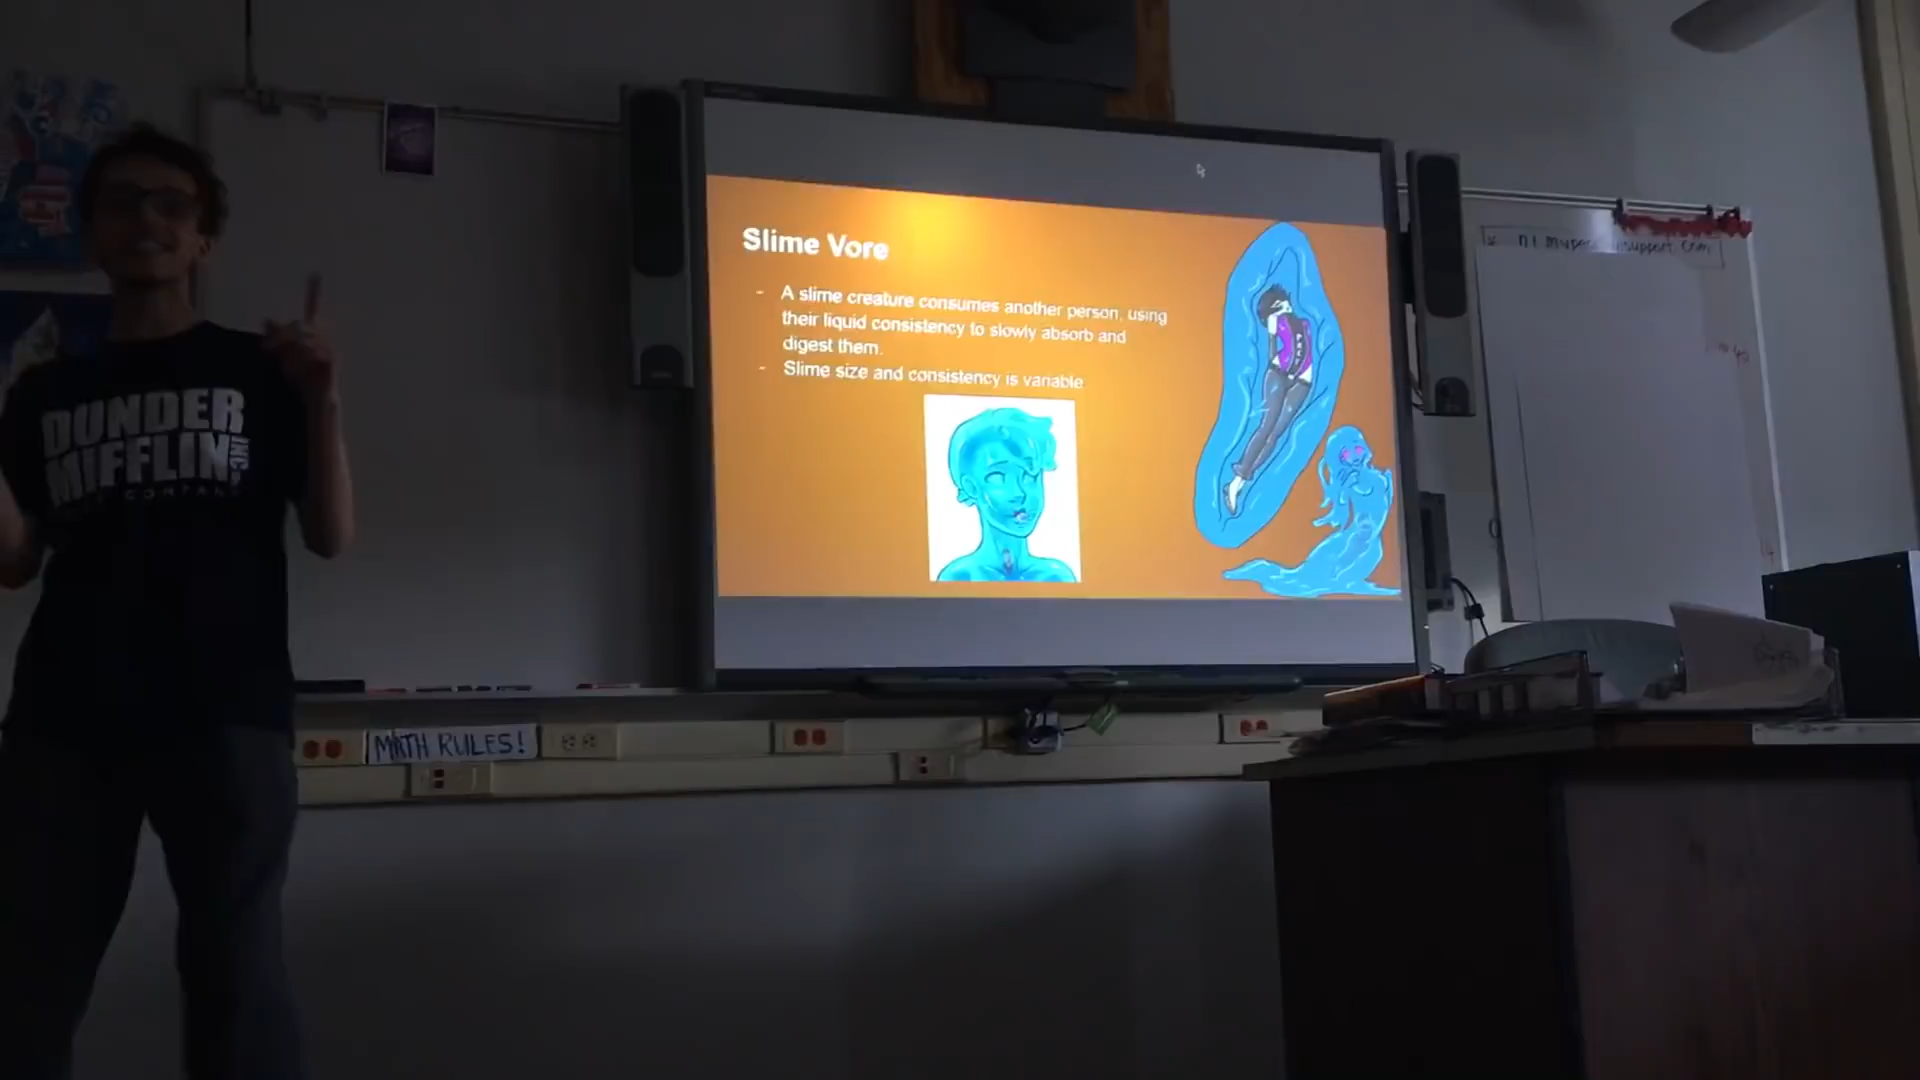 Slime Vore
- A slime creature consumes another person, using
their liquid consistency to slowly absorb and
digest them.
- Slime size and consistency is variable
DUNDER
MIFFLIN
INC
COMPANY
MATH RULES!